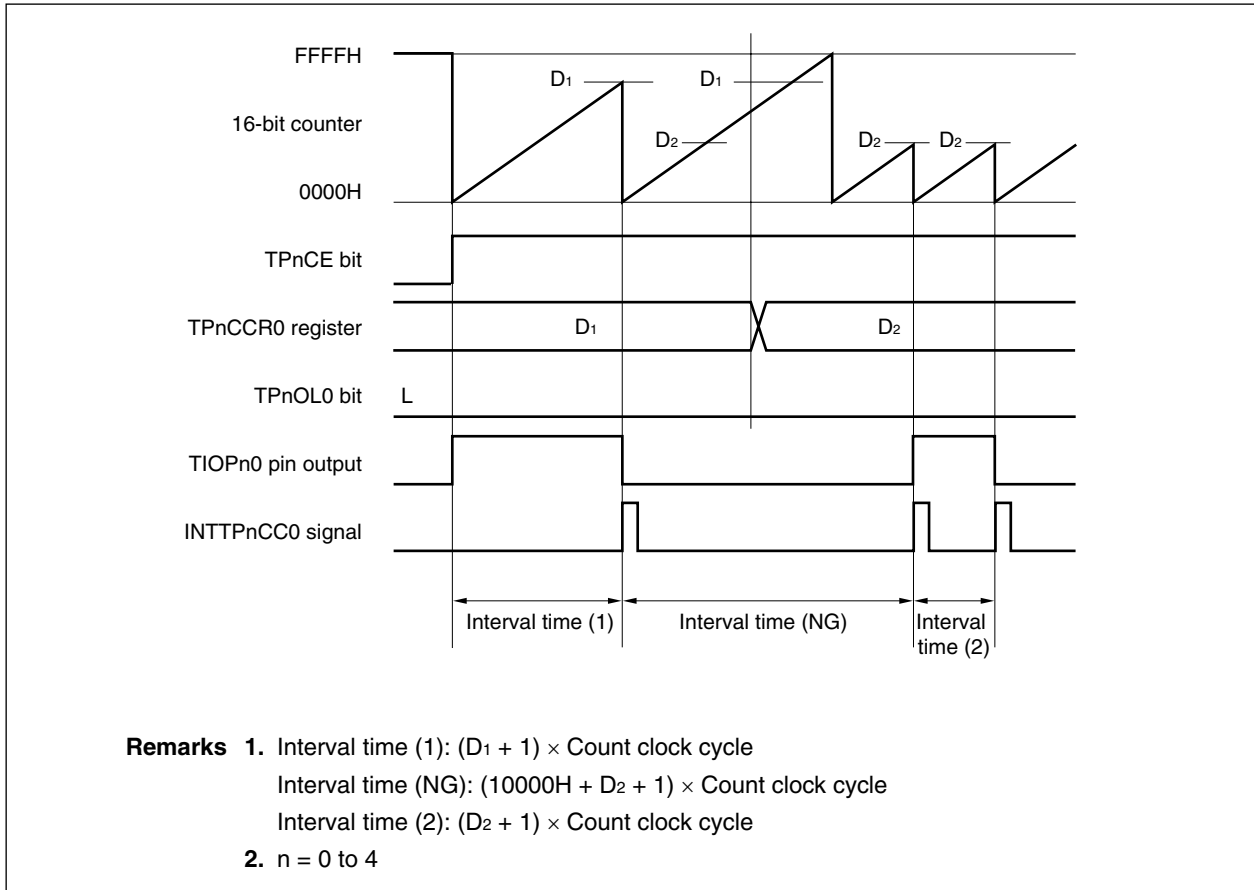 FFFFH
D1
D1
16-bit counter
D2
D2
D2
0000H
TPnCE bit
TPnCCR0 register
D1
D2
TPnOL0 bit
L
TIOPn0 pin output
INTTPnCC0 signal
Interval time (1)
Interval time (NG)
Interval
time (2)
Remarks 1. Interval time (1): (D1 + 1) × Count clock cycle
Interval time (NG): (10000H + D2 + 1) × Count clock cycle
Interval time (2): (D2 + 1) × Count clock cycle
2. n = 0 to 4